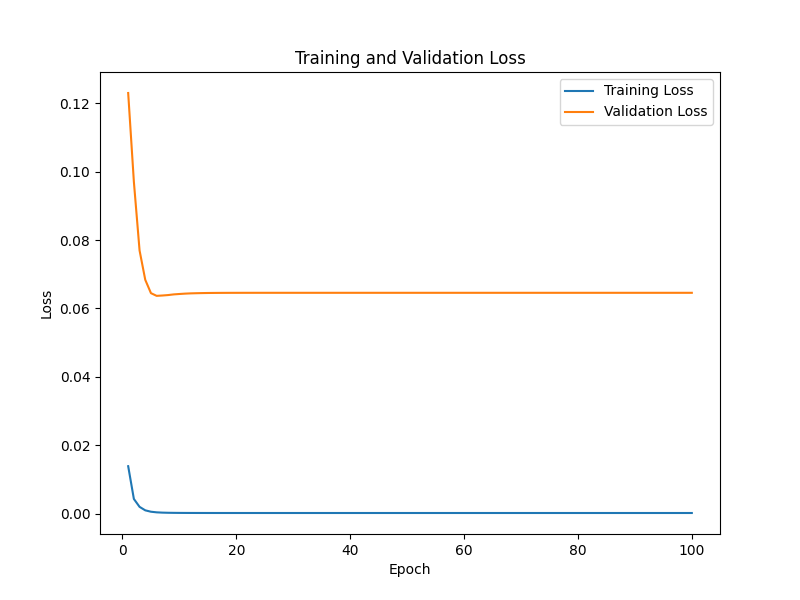 Training and Validation Loss
Training Loss
Validation Loss
0.12
0.10
0.08
0.06
0.04
0.02
0.00
Loss
0 20 40 60 80 100
Epoch